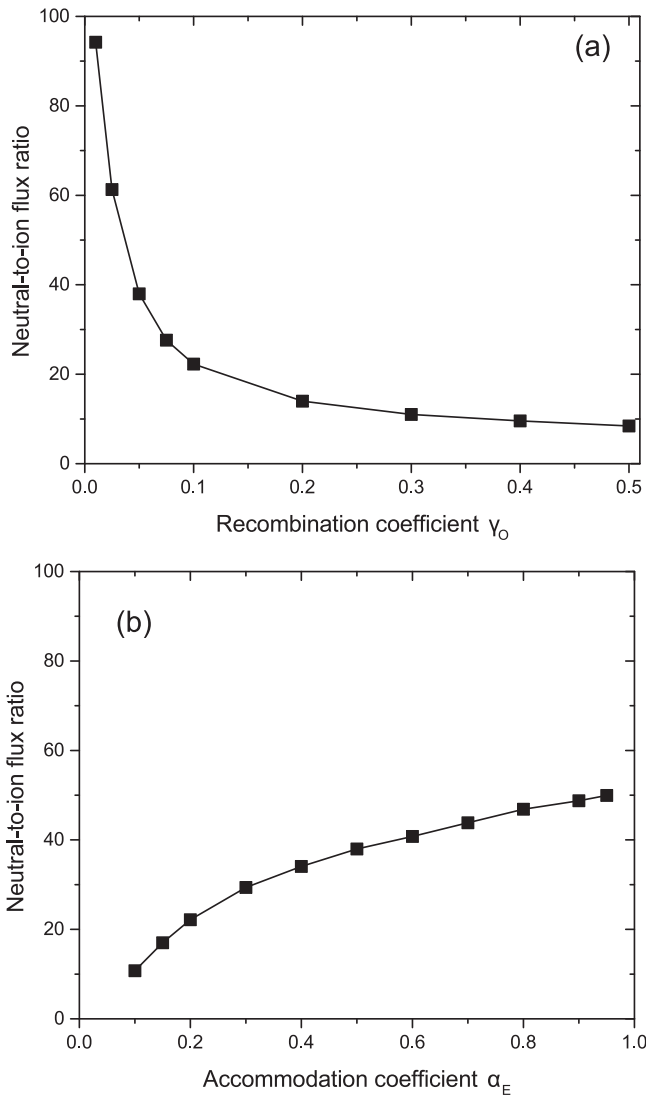 (a)
Neutral-to-ion flux ratio
100
80
60
40
20
0
0.0 0.1 0.2 0.3 0.4 0.5
Recombination coefficient γO
(b)
Neutral-to-ion flux ratio
100
80
60
40
20
0
0.0 0.2 0.4 0.6 0.8 1.0
Accommodation coefficient αE